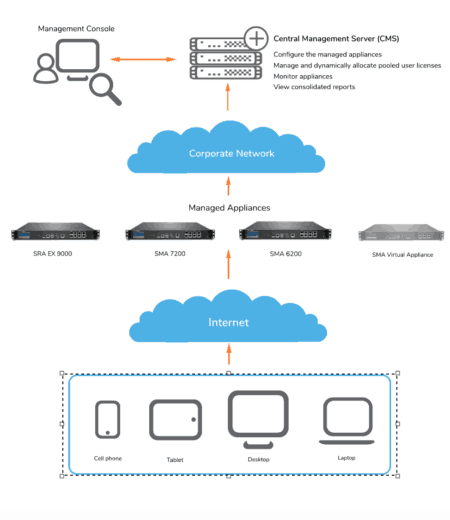 Management Console
Central Management Server (CMS)
Configure the managed appliances
Manage and dynamically allocate pooled user licenses
Monitor appliances
View consolidated reports
Corporate Network
Managed Appliances
SRA EX 9000
SMA 7200
SMA 6200
SMA Virtual Appliance
Internet
Cell phone
Tablet
Desktop
Laptop